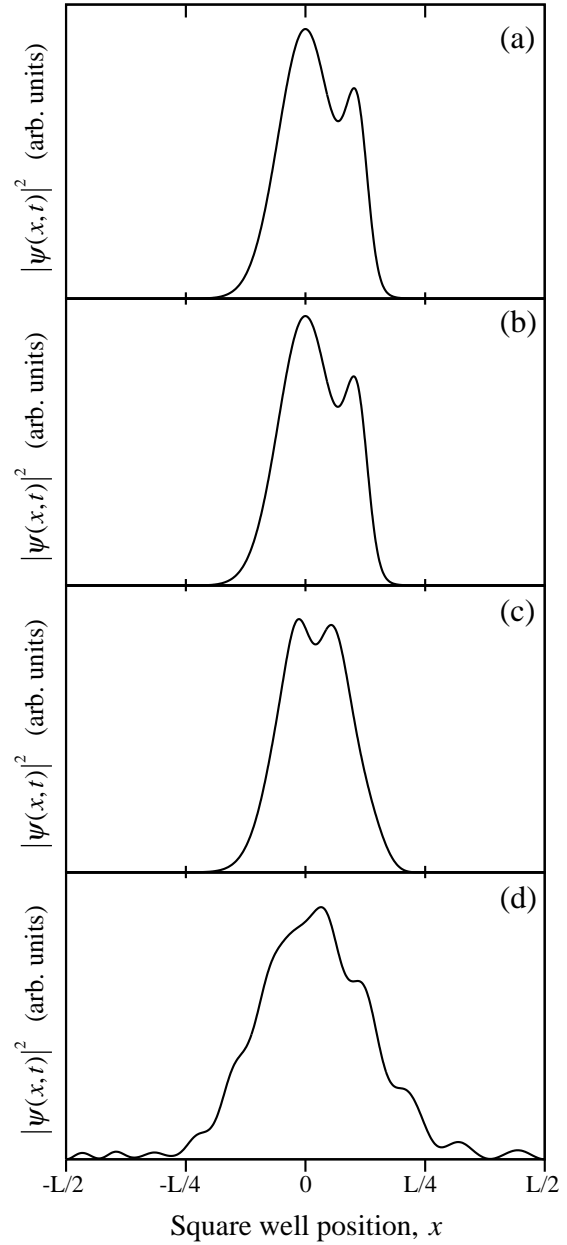 (a)
|ψ(x,t)|² (arb. units)
(b)
|ψ(x,t)|² (arb. units)
(c)
|ψ(x,t)|² (arb. units)
(d)
|ψ(x,t)|² (arb. units)
-L/2 -L/4 0 L/4 L/2
Square well position, x